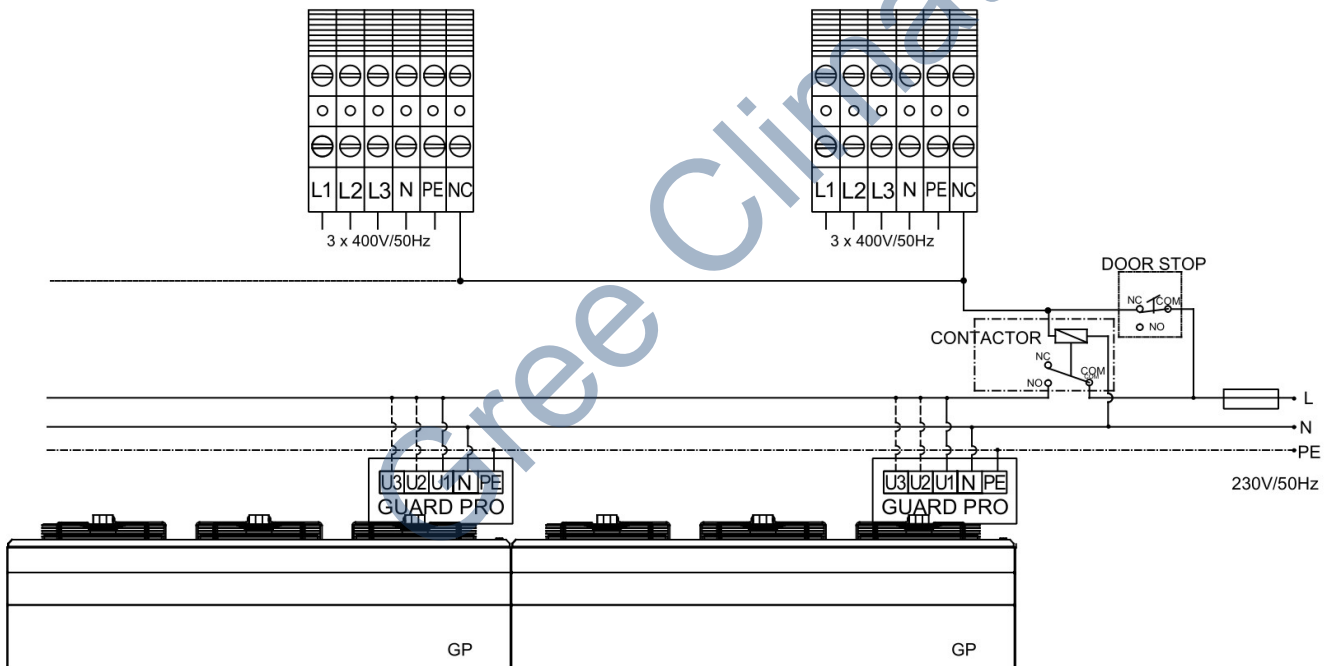 L1 L2 L3 N PE NC
L1 L2 L3 N PE NC
3 x 400V/50Hz
3 x 400V/50Hz
DOOR STOP
NC COM
NO
CONTACTOR
NC
COM
COM
NO
L
N
PE
230V/50Hz
U3 U2 U1 N PE
GUARD PRO
U3 U2 U1 N PE
GUARD PRO
GP
GP
Gree Clima